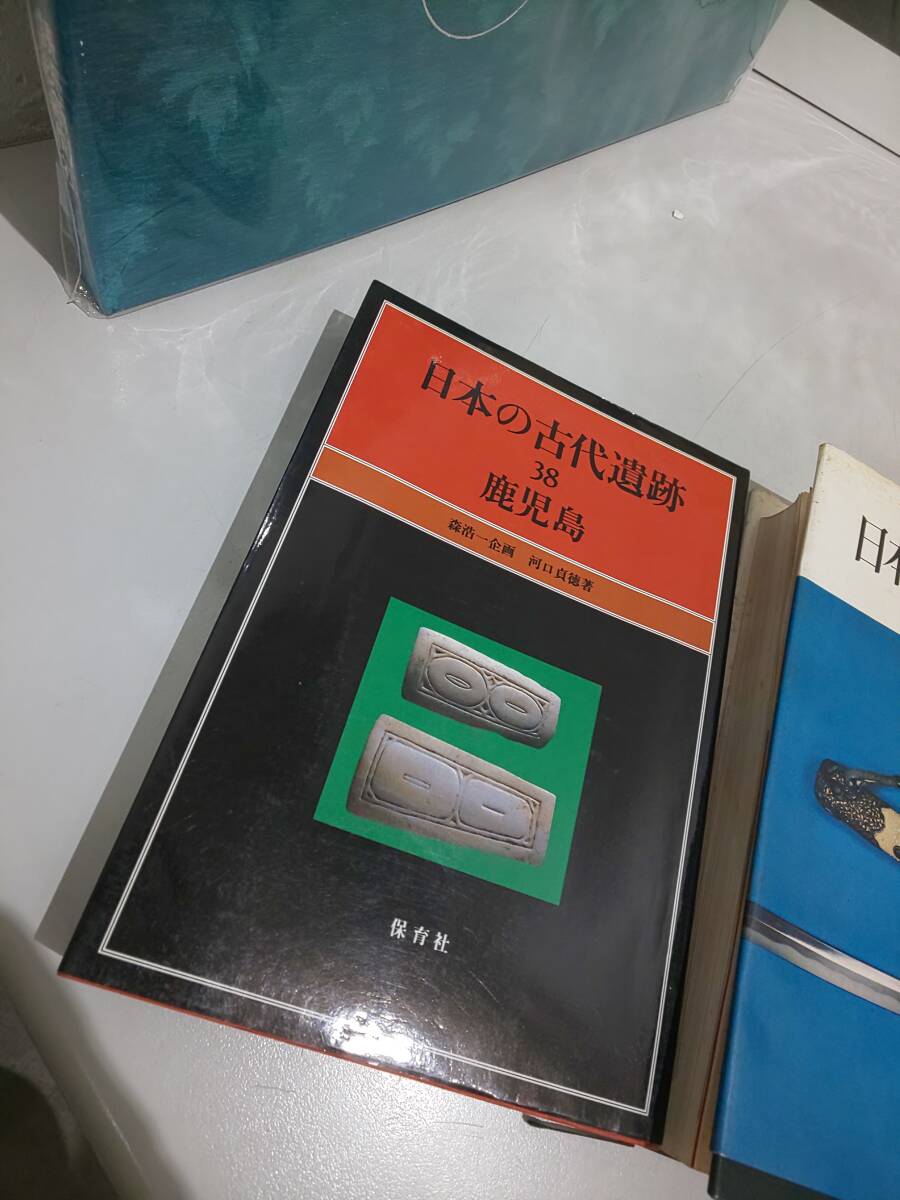 日本の古代遺跡
38
鹿児島
森浩一企画 河口貞徳著
保育社
日本